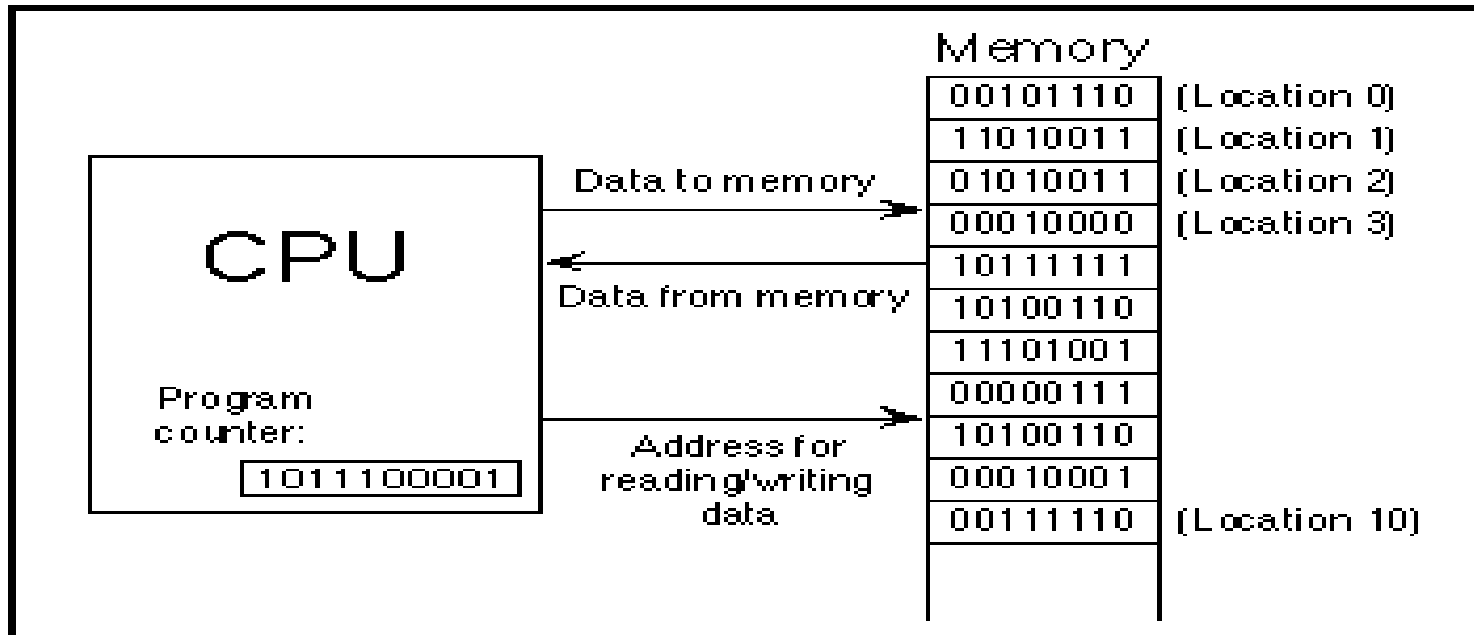 Memory
00101110 (Location 0)
11010011 (Location 1)
01010011 (Location 2)
00010000 (Location 3)
10111111
10100110
11101001
00000111
10100110
00010001
00111110 (Location 10)
Data to memory
Data from memory
Address for
reading/writing
data
CPU
Program
counter:
1011100001